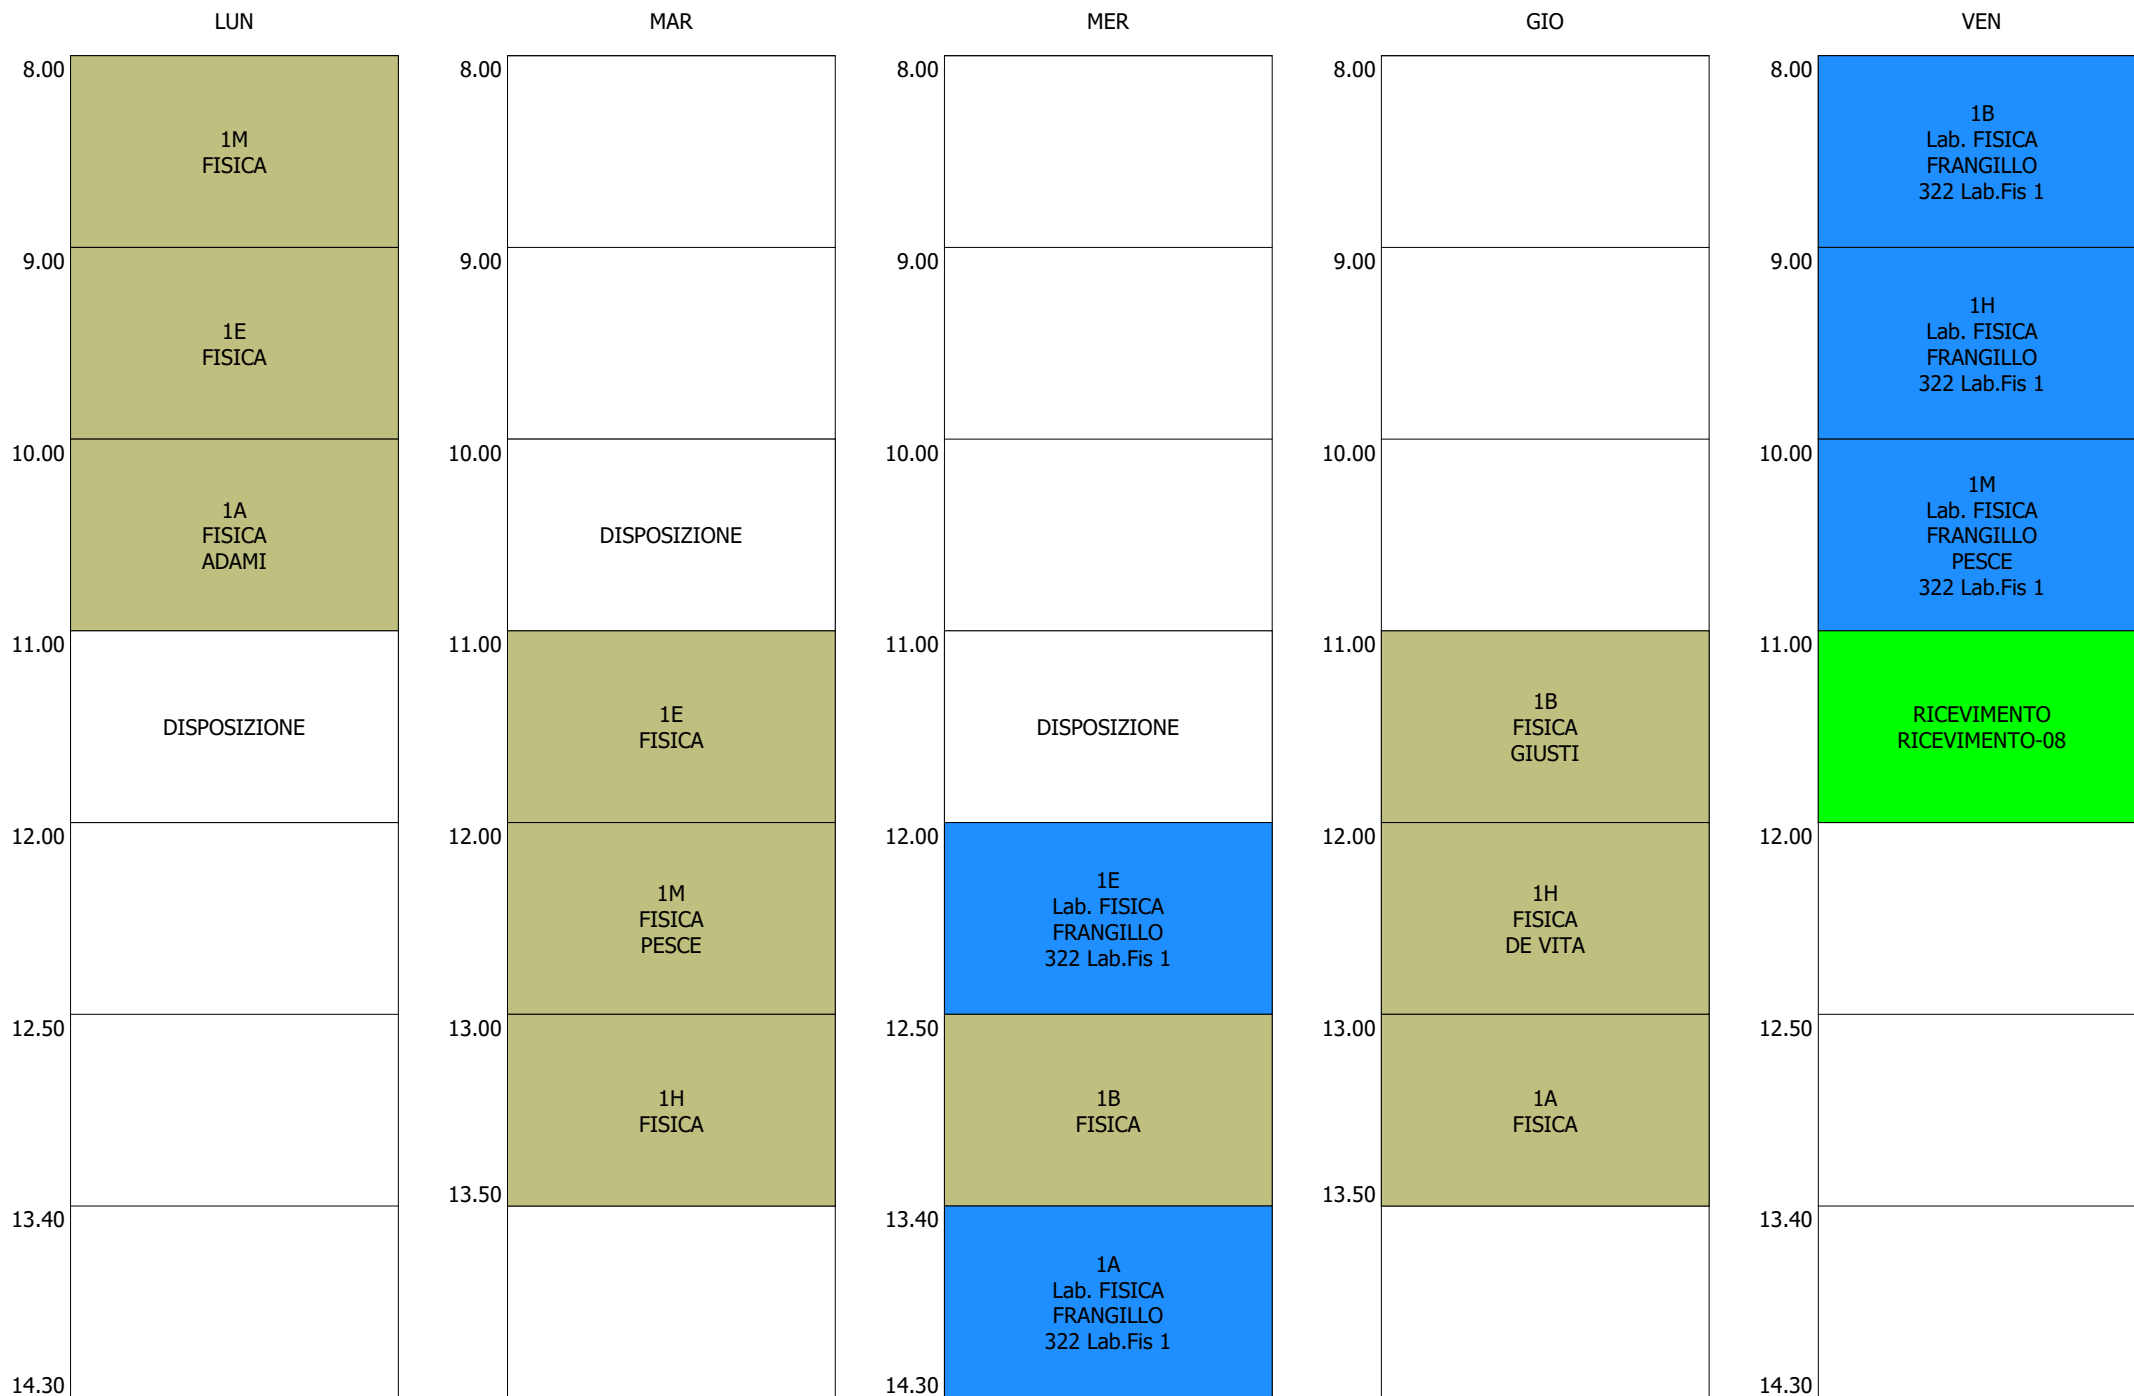 LUN
8.00
1M
FISICA
9.00
1E
FISICA
10.00
1A
FISICA
ADAMI
11.00
DISPOSIZIONE
12.00
12.50
13.40
14.30
MAR
8.00
9.00
10.00
DISPOSIZIONE
11.00
1E
FISICA
12.00
1M
FISICA
PESCE
13.00
1H
FISICA
13.50
MER
8.00
9.00
10.00
11.00
DISPOSIZIONE
12.00
1E
Lab. FISICA
FRANGILLO
322 Lab.Fis 1
12.50
1B
FISICA
13.40
1A
Lab. FISICA
FRANGILLO
322 Lab.Fis 1
14.30
GIO
8.00
9.00
10.00
11.00
1B
FISICA
GIUSTI
12.00
1H
FISICA
DE VITA
13.00
1A
FISICA
13.50
VEN
8.00
1B
Lab. FISICA
FRANGILLO
322 Lab.Fis 1
9.00
1H
Lab. FISICA
FRANGILLO
322 Lab.Fis 1
10.00
1M
Lab. FISICA
FRANGILLO
PESCE
322 Lab.Fis 1
11.00
RICEVIMENTO
RICEVIMENTO-08
12.00
12.50
13.40
14.30